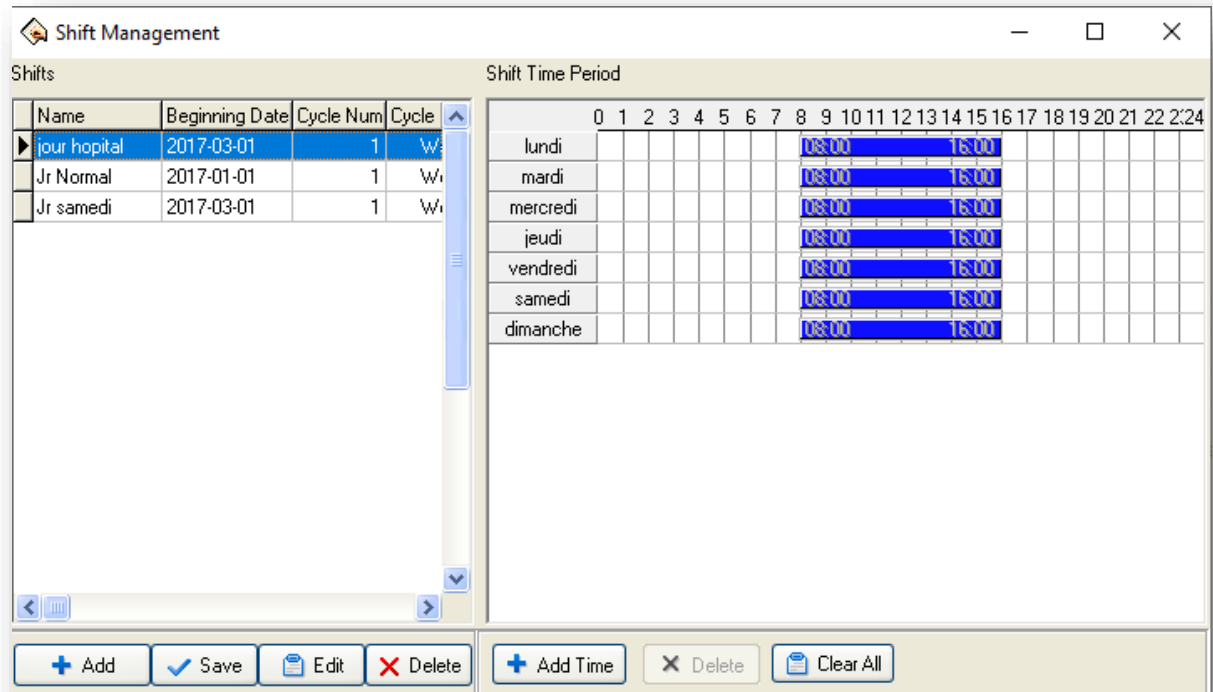 Shift Management
Shifts
Shift Time Period
Name Beginning Date Cycle Num Cycle
jour hopital 2017-03-01 1
Jr Normal 2017-01-01 1
Jr samedi 2017-03-01 1
0 1 2 3 4 5 6 7 8 9 10 11 12 13 14 15 16 17 18 19 20 21 22 24
lundi 08:00 16:00
mardi 08:00 16:00
mercredi 08:00 16:00
jeudi 08:00 16:00
vendredi 08:00 16:00
samedi 08:00 16:00
dimanche 08:00 16:00
Add Save Edit Delete
Add Time Delete Clear All